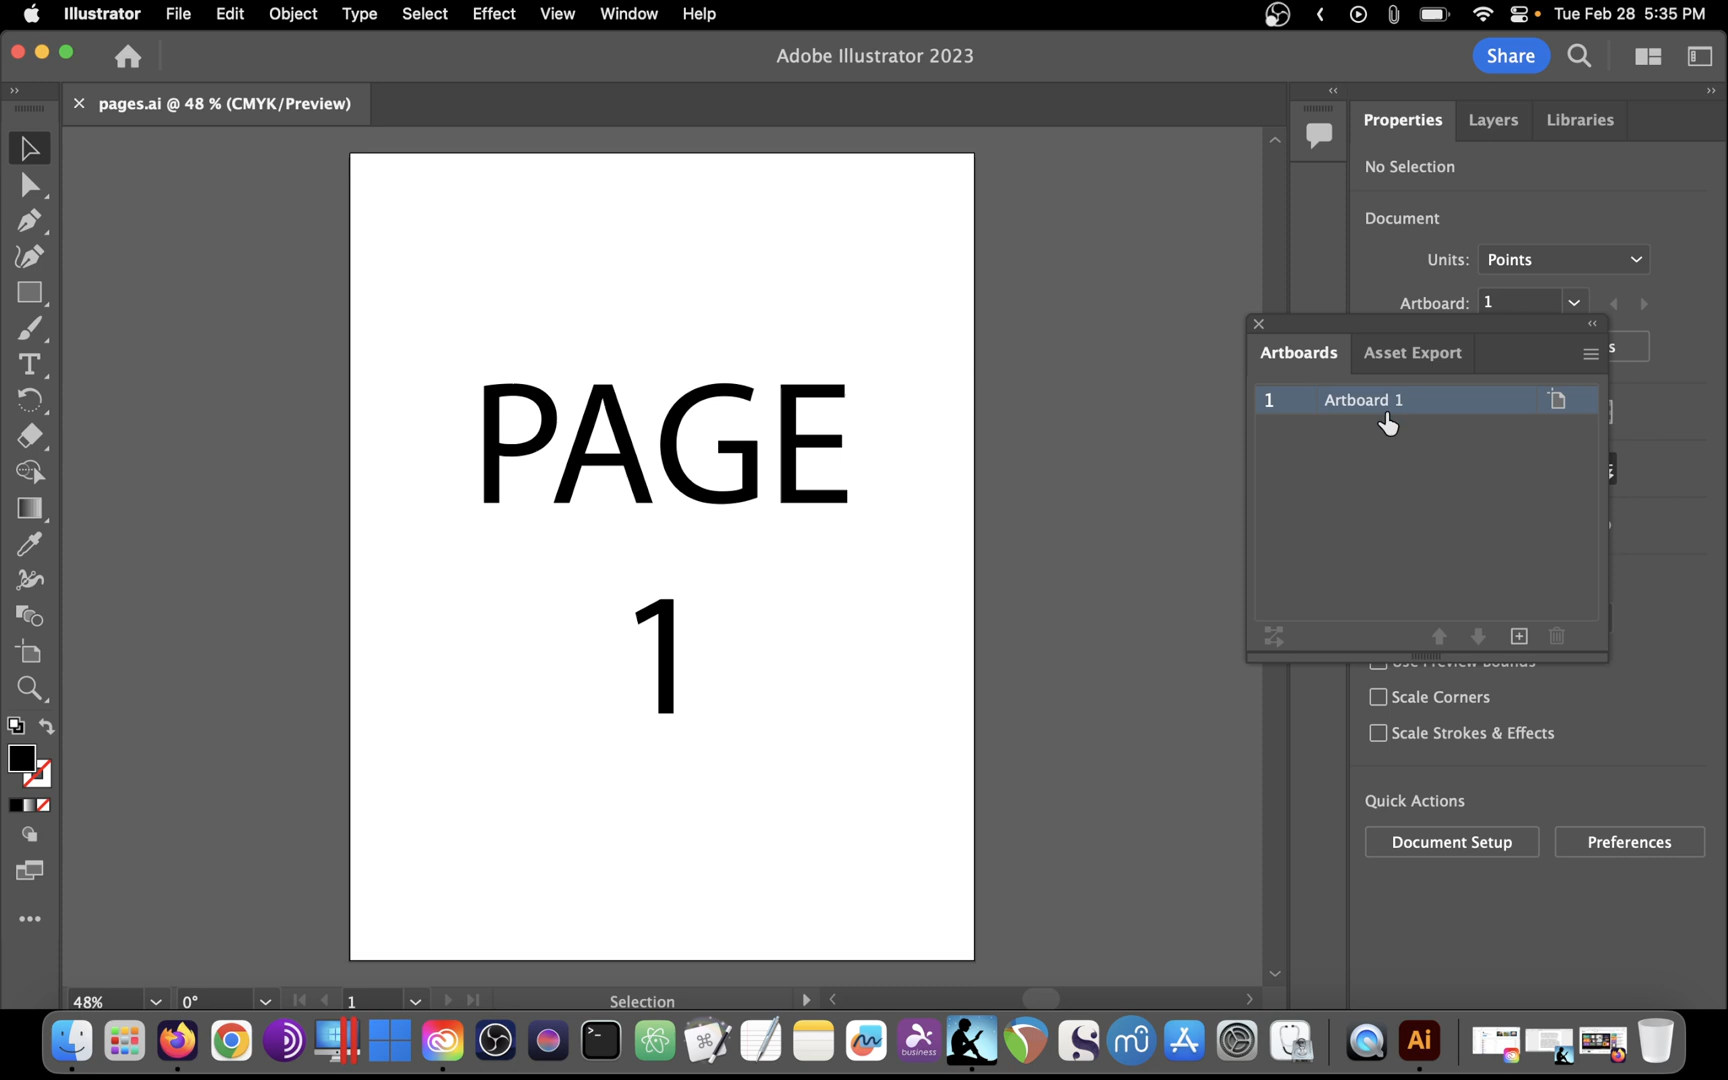 Illustrator File Edit Object Type Select Effect View Window Help Tue Feb 28 5:35 PM
Adobe Illustrator 2023
Share
pages.ai @ 48 % (CMYK/Preview)
Properties Layers Libraries
No Selection
Document
Units: Points
Artboard: 1
Artboards Asset Export
s
1 Artboard 1
PAGE
1
Scale Corners
Scale Strokes & Effects
Quick Actions
Document Setup Preferences
48% 0° 1 Selection
business Ai